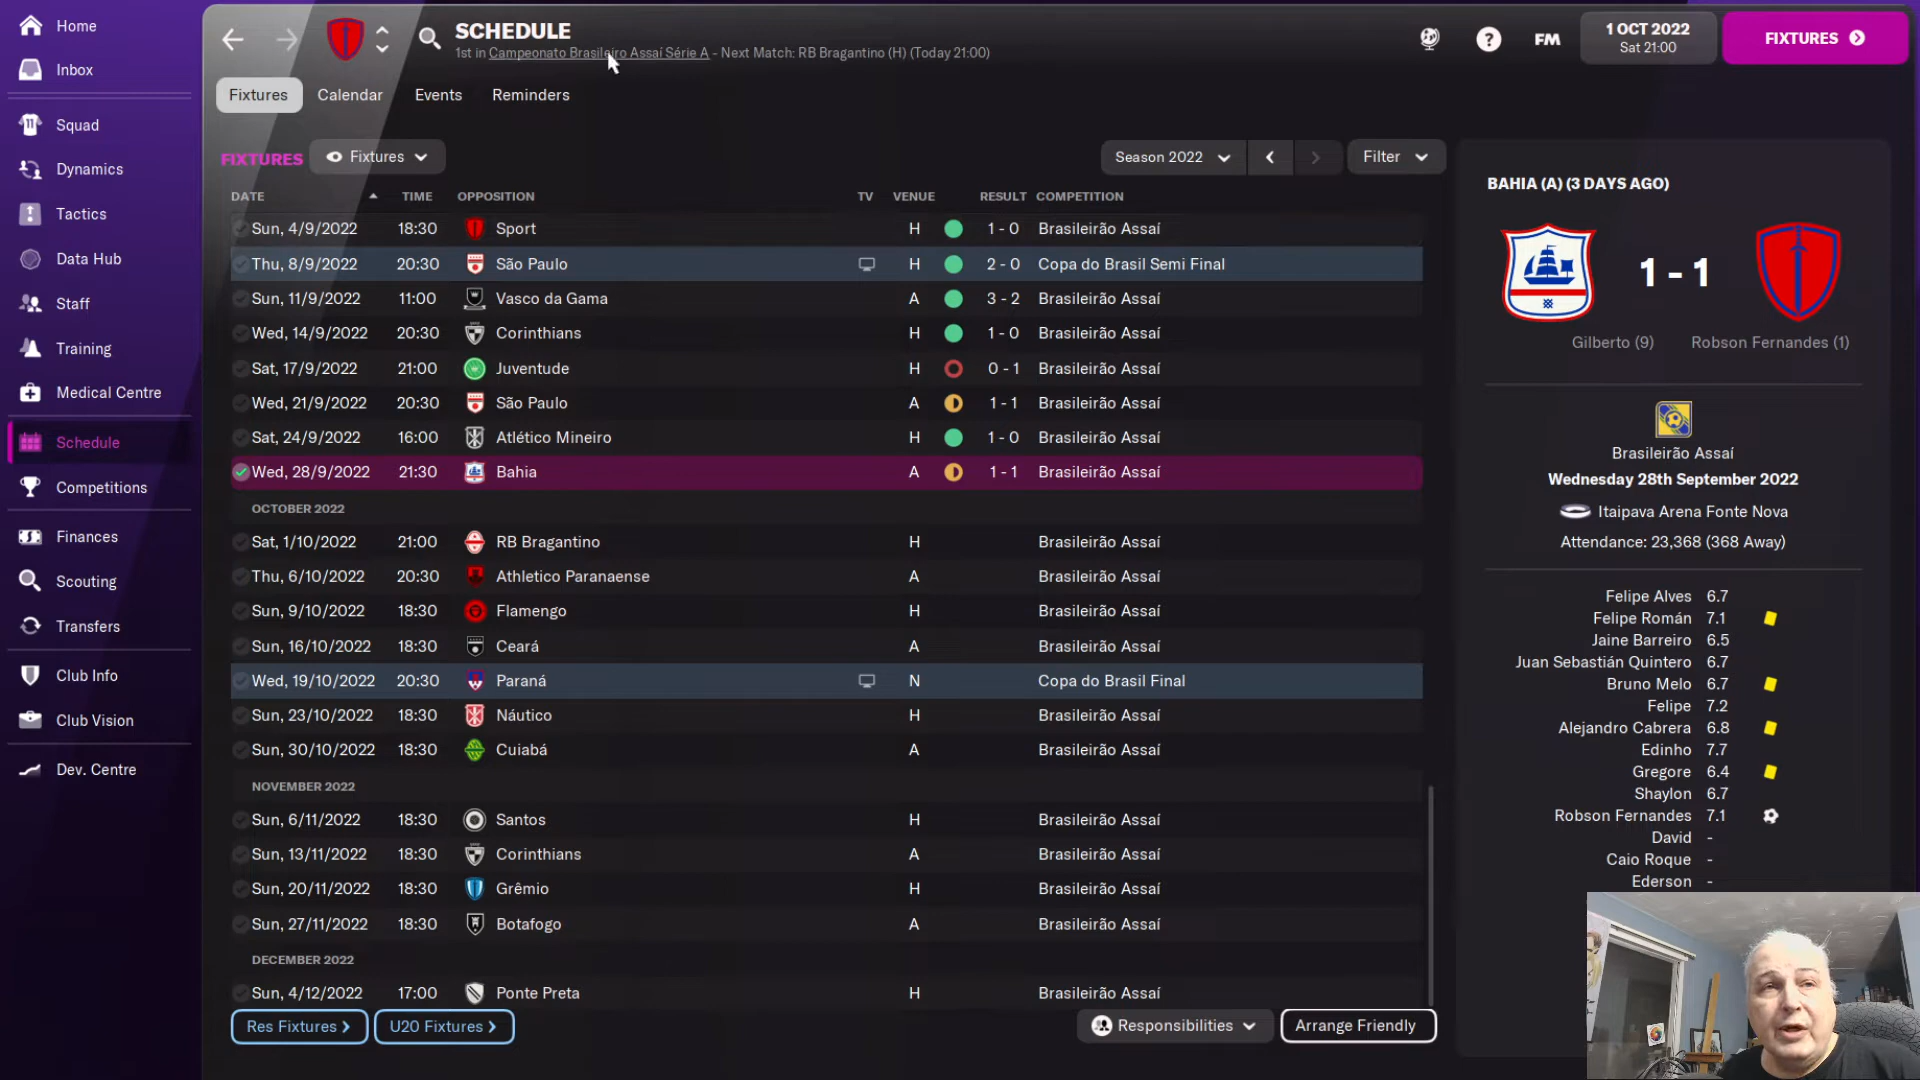 Home
Inbox
Squad
Dynamics
Tactics
Data Hub
Staff
Training
Medical Centre
Schedule
Competitions
Finances
Scouting
Transfers
Club Info
Club Vision
Dev. Centre
SCHEDULE
1st in Campeonato Brasileiro Assaí Série A - Next Match: RB Bragantino (H) (Today 21:00)
FM
1 OCT 2022
Sat 21:00
FIXTURES
Fixtures Calendar Events Reminders
FIXTURES Fixtures Season 2022 Filter
DATE TIME OPPOSITION TV VENUE RESULT COMPETITION
Sun, 4/9/2022 18:30 Sport H 1 - 0 Brasileirão Assaí
Thu, 8/9/2022 20:30 São Paulo H 2 - 0 Copa do Brasil Semi Final
Sun, 11/9/2022 11:00 Vasco da Gama A 3 - 2 Brasileirão Assaí
Wed, 14/9/2022 20:30 Corinthians H 1 - 0 Brasileirão Assaí
Sat, 17/9/2022 21:00 Juventude H 0 - 1 Brasileirão Assaí
Wed, 21/9/2022 20:30 São Paulo A 1 - 1 Brasileirão Assaí
Sat, 24/9/2022 16:00 Atlético Mineiro H 1 - 0 Brasileirão Assaí
Wed, 28/9/2022 21:30 Bahia A 1 - 1 Brasileirão Assaí
OCTOBER 2022
Sat, 1/10/2022 21:00 RB Bragantino H Brasileirão Assaí
Thu, 6/10/2022 20:30 Athletico Paranaense A Brasileirão Assaí
Sun, 9/10/2022 18:30 Flamengo H Brasileirão Assaí
Sun, 16/10/2022 18:30 Ceará A Brasileirão Assaí
Wed, 19/10/2022 20:30 Paraná N Copa do Brasil Final
Sun, 23/10/2022 18:30 Náutico H Brasileirão Assaí
Sun, 30/10/2022 18:30 Cuiabá A Brasileirão Assaí
NOVEMBER 2022
Sun, 6/11/2022 18:30 Santos H Brasileirão Assaí
Sun, 13/11/2022 18:30 Corinthians A Brasileirão Assaí
Sun, 20/11/2022 18:30 Grêmio H Brasileirão Assaí
Sun, 27/11/2022 18:30 Botafogo A Brasileirão Assaí
DECEMBER 2022
Sun, 4/12/2022 17:00 Ponte Preta H Brasileirão Assaí
Res Fixtures U20 Fixtures Responsibilities Arrange Friendly
BAHIA (A) (3 DAYS AGO)
1 - 1
Gilberto (9) Robson Fernandes (1)
Brasileirão Assaí
Wednesday 28th September 2022
Itaipava Arena Fonte Nova
Attendance: 23,368 (368 Away)
Felipe Alves 6.7
Felipe Román 7.1
Jaine Barreiro 6.5
Juan Sebastián Quintero 6.7
Bruno Melo 6.7
Felipe 7.2
Alejandro Cabrera 6.8
Edinho 7.7
Gregore 6.4
Shaylon 6.7
Robson Fernandes 7.1
David -
Caio Roque -
Ederson -